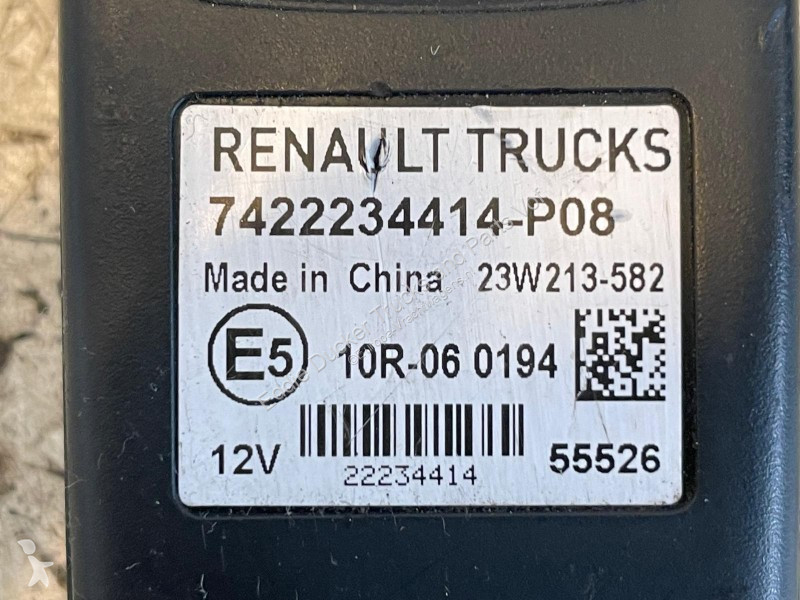 RENAULT TRUCKS
7422234414-P08
Made in China 23W213-582
E5 10R-06 0194
12V 55526
22234414